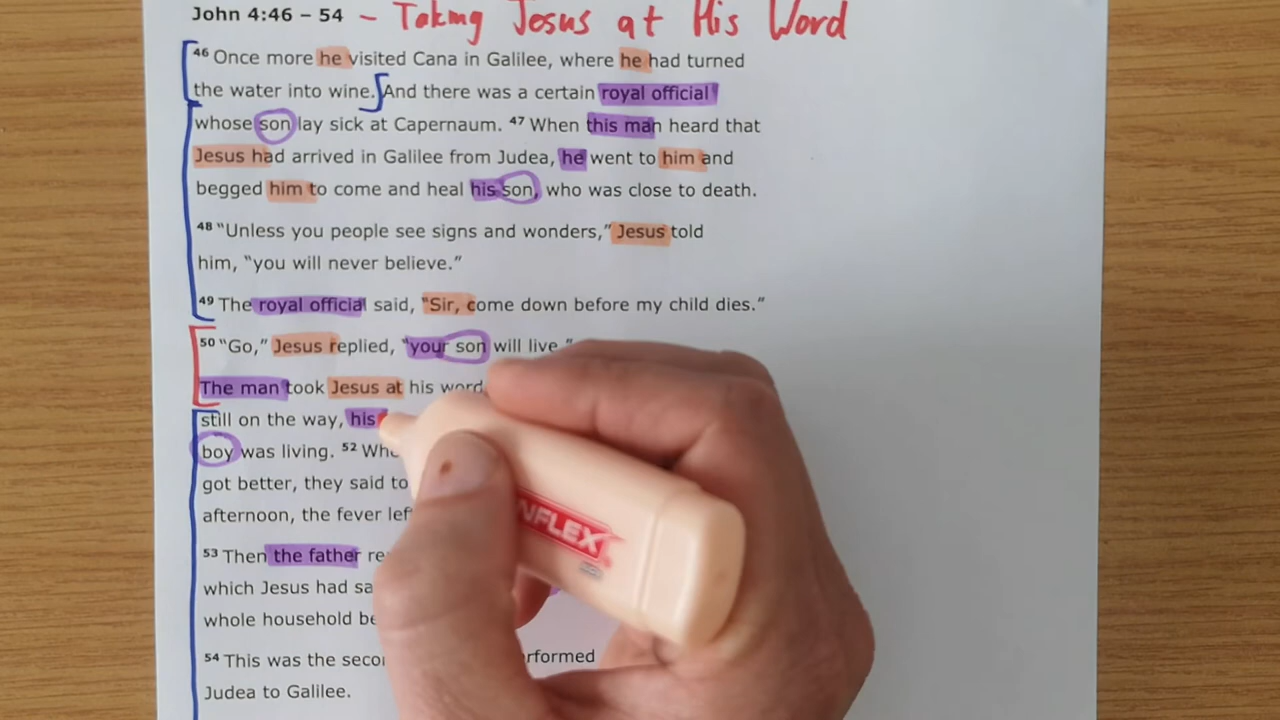 John 4:46 – 54 – Taking Jesus at His Word
46 Once more he visited Cana in Galilee, where he had turned
the water into wine. And there was a certain royal official
whose son lay sick at Capernaum. 47 When this man heard that
Jesus had arrived in Galilee from Judea, he went to him and
begged him to come and heal his son, who was close to death.
48 “Unless you people see signs and wonders,” Jesus told
him, “you will never believe.”
49 The royal official said, “Sir, come down before my child dies.”
50 “Go,” Jesus replied, “your son will live.”
The man took Jesus at his word
still on the way, his
boy was living. 52
got better, they said to
afternoon, the fever
53 Then the father
which Jesus had
whole household
54 This was the
Judea to Galilee.